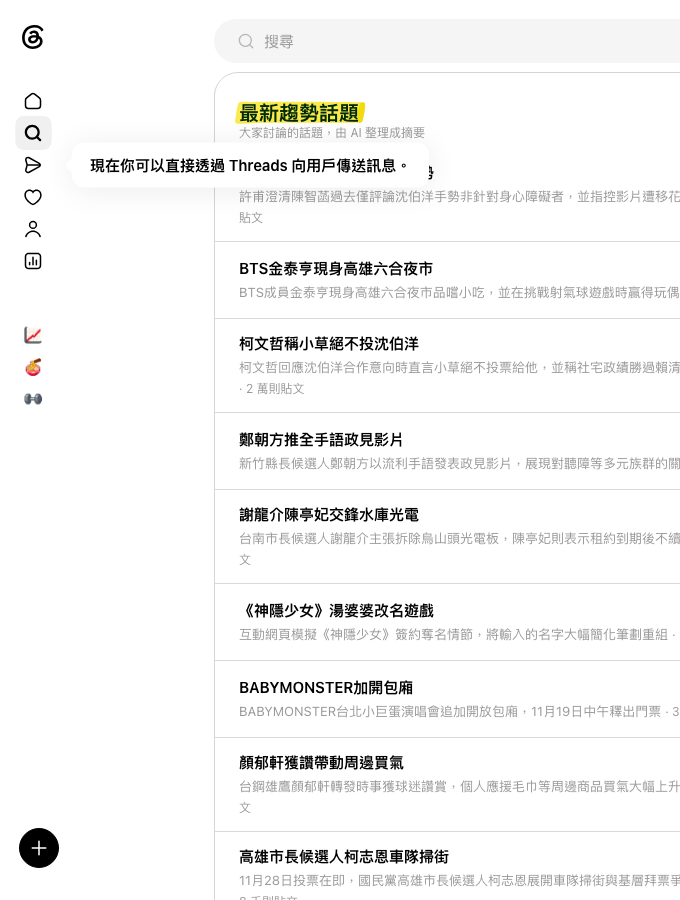 搜尋
最新趨勢話題
大家討論的話題，由 AI 整理成摘要
現在你可以直接透過 Threads 向用戶傳送訊息。
許甫澄清陳智菡過去僅評論沈伯洋手勢非針對身心障礙者，並指控影片遭移花
貼文
BTS金泰亨現身高雄六合夜市
BTS成員金泰亨現身高雄六合夜市品嚐小吃，並在挑戰射氣球遊戲時贏得玩偶
柯文哲稱小草絕不投沈伯洋
柯文哲回應沈伯洋合作意向時直言小草絕不投票給他，並稱社宅政績勝過賴清
· 2 萬則貼文
鄭朝方推全手語政見影片
新竹縣長候選人鄭朝方以流利手語發表政見影片，展現對聽障等多元族群的關
謝龍介陳亭妃交鋒水庫光電
台南市長候選人謝龍介主張拆除烏山頭光電板，陳亭妃則表示租約到期後不續
文
《神隱少女》湯婆婆改名遊戲
互動網頁模擬《神隱少女》簽約奪名情節，將輸入的名字大幅簡化筆劃重組 ·
BABYMONSTER加開包廂
BABYMONSTER台北小巨蛋演唱會追加開放包廂，11月19日中午釋出門票 · 3
顏郁軒獲讚帶動周邊買氣
台鋼雄鷹顏郁軒轉發時事獲球迷讚賞，個人應援毛巾等周邊商品買氣大幅上升
文
高雄市長候選人柯志恩車隊掃街
11月28日投票在即，國民黨高雄市長候選人柯志恩展開車隊掃街與基層拜票爭